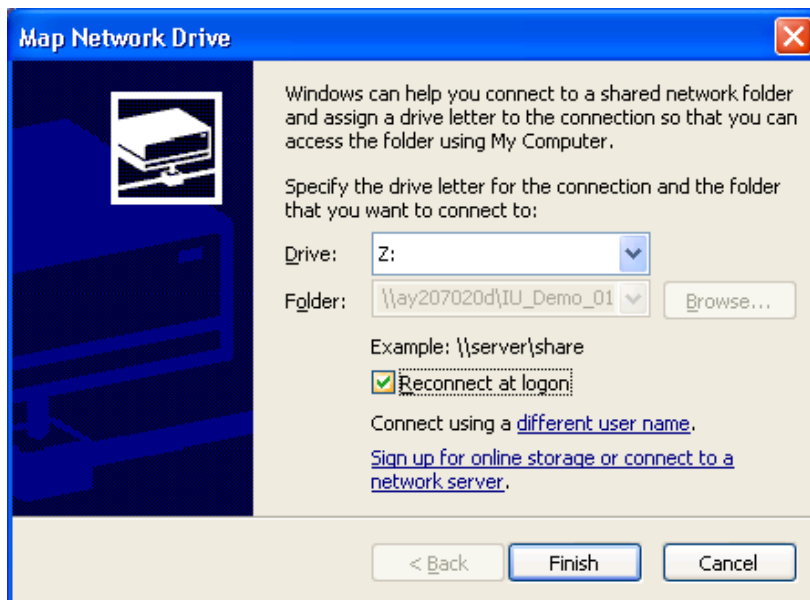 Map Network Drive
Windows can help you connect to a shared network folder
and assign a drive letter to the connection so that you can
access the folder using My Computer.
Specify the drive letter for the connection and the folder
that you want to connect to:
Drive: Z:
Folder: \\ay207020d\IU_Demo_01 Browse...
Example: \\server\share
Reconnect at logon
Connect using a different user name.
Sign up for online storage or connect to a
network server.
< Back Finish Cancel